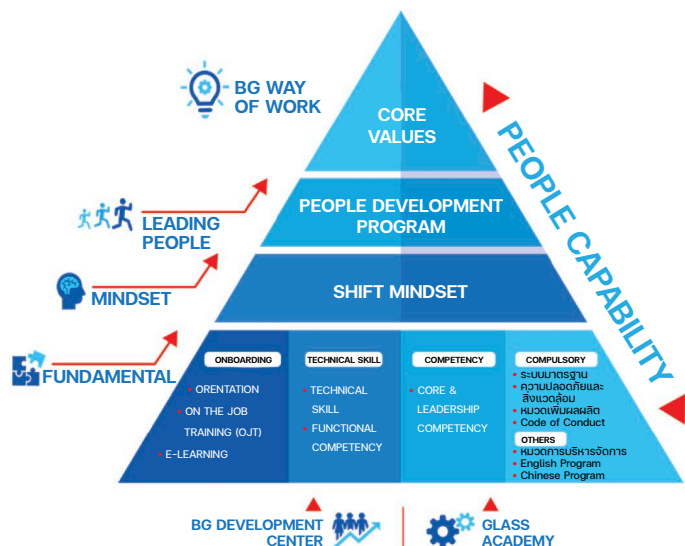 BG WAY
OF WORK
CORE
VALUES
PEOPLE CAPABILITY
LEADING
PEOPLE
PEOPLE DEVELOPMENT
PROGRAM
MINDSET
SHIFT MINDSET
FUNDAMENTAL
ONBOARDING
• ORENTATION
• ON THE JOB
TRAINING (OJT)
• E-LEARNING
TECHNICAL SKILL
• TECHNICAL
SKILL
• FUNCTIONAL
COMPETENCY
COMPETENCY
• CORE &
LEADERSHIP
COMPETENCY
COMPULSORY
• ระบบมาตรฐาน
• ความปลอดภัยและ
สิ่งแวดล้อม
• หมวดเพิ่มผลผลิต
• Code of Conduct
OTHERS
• หมวดการบริหารจัดการ
• English Program
• Chinese Program
BG DEVELOPMENT
CENTER
GLASS
ACADEMY